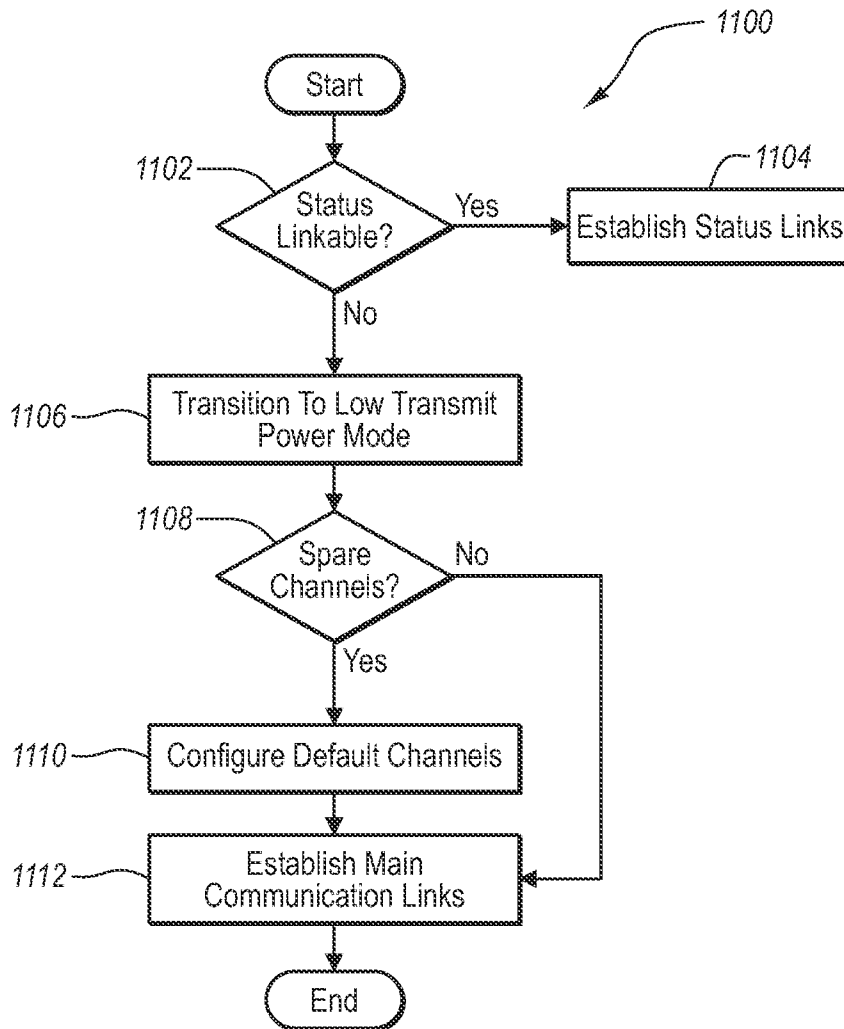 1100
Start
1102
Status
Linkable?
Yes
1104
Establish Status Links
No
1106
Transition To Low Transmit
Power Mode
1108
Spare
Channels?
No
Yes
1110
Configure Default Channels
1112
Establish Main
Communication Links
End